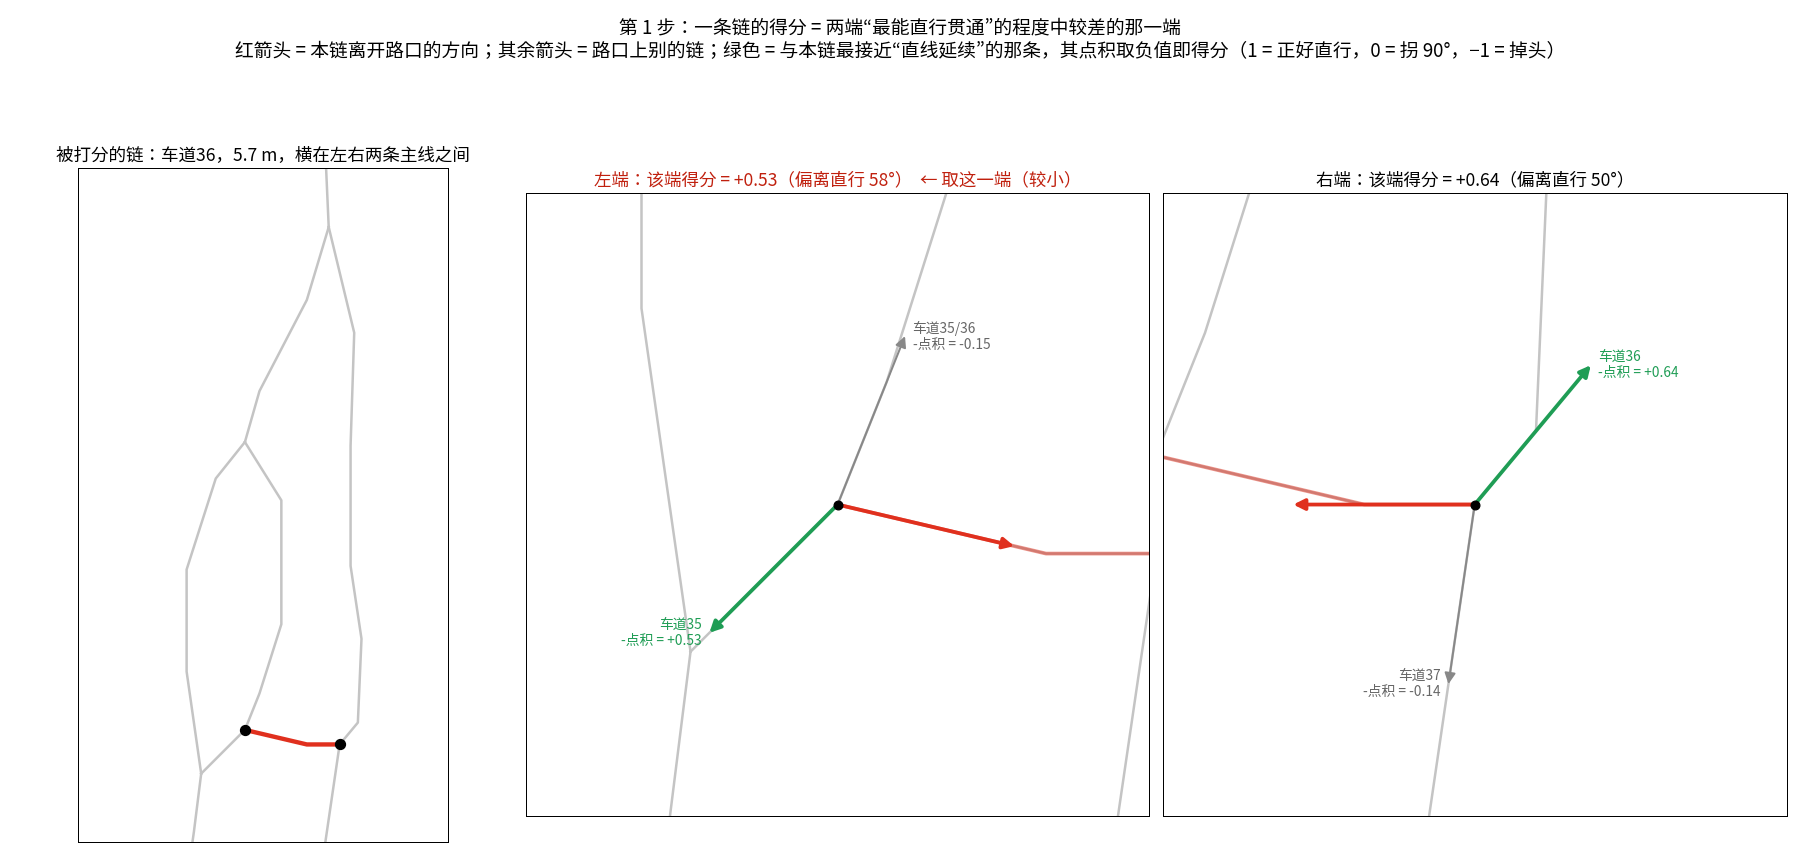 第 1 步：一条链的得分 = 两端“最能直行贯通”的程度中较差的那一端
红箭头 = 本链离开路口的方向；其余箭头 = 路口上别的链；绿色 = 与本链最接近“直线延续”的那条，其点积取负值即得分（1 = 正好直行，0 = 拐 90°，−1 = 掉头）
被打分的链：车道36，5.7 m，横在左右两条主线之间
左端：该端得分 = +0.53（偏离直行 58°） ← 取这一端（较小）
右端：该端得分 = +0.64（偏离直行 50°）
车道35/36
-点积 = -0.15
车道35
-点积 = +0.53
车道36
-点积 = +0.64
车道37
-点积 = -0.14